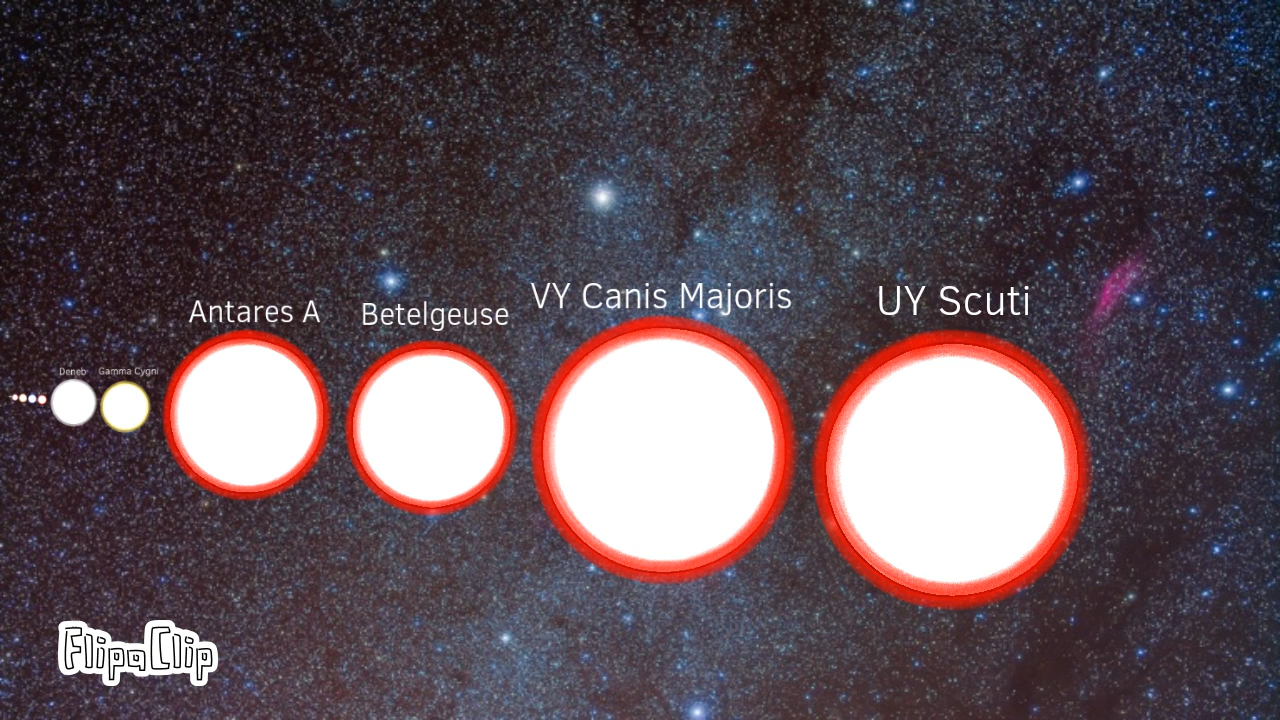 Deneb
Gamma Cygni
Antares A
Betelgeuse
VY Canis Majoris
UY Scuti
FlipaClip